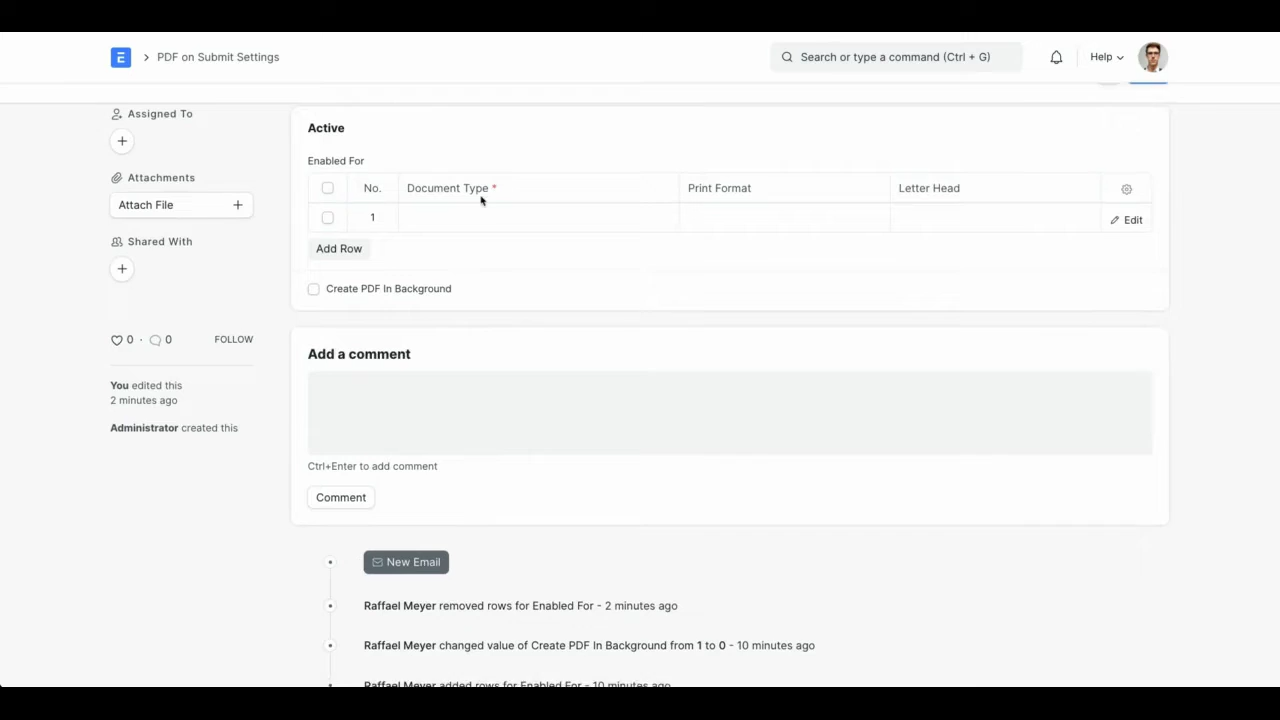 E > PDF on Submit Settings
Search or type a command (Ctrl + G)
Help
Assigned To
Attachments
Attach File
Shared With
0 · 0 FOLLOW
You edited this
2 minutes ago
Administrator created this
Active
Enabled For
No. Document Type * Print Format Letter Head
1 Edit
Add Row
Create PDF In Background
Add a comment
Ctrl+Enter to add comment
Comment
New Email
Raffael Meyer removed rows for Enabled For - 2 minutes ago
Raffael Meyer changed value of Create PDF In Background from 1 to 0 - 10 minutes ago
Raffael Meyer added rows for Enabled For - 10 minutes ago